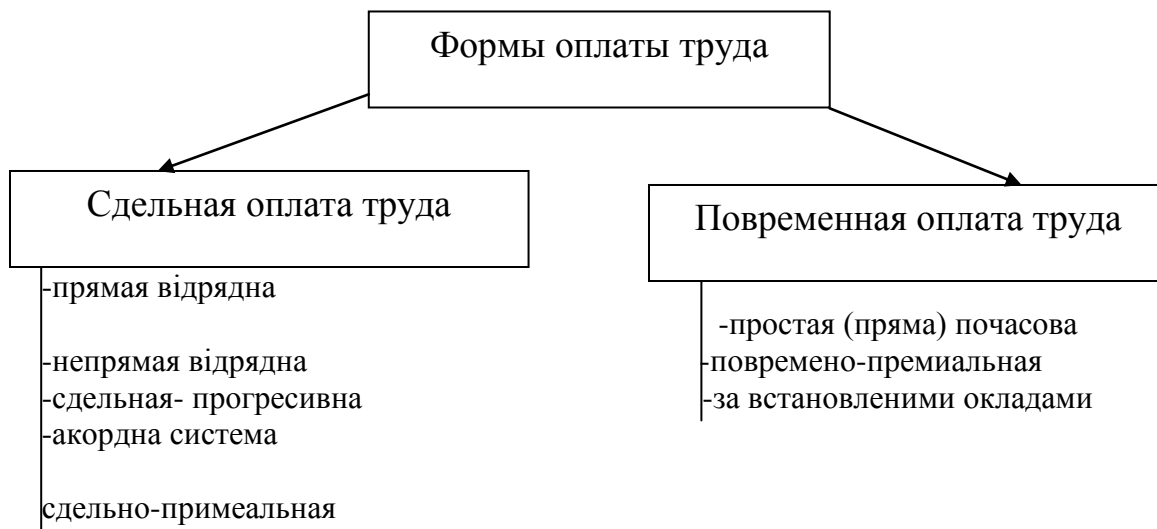 Формы оплаты труда
Сдельная оплата труда
-прямая відрядна
-непрямая відрядна
-сдельная- прогресивна
-акордна система
сдельно-примеальная
Повременная оплата труда
-простая (пряма) почасова
-повремено-премиальная
-за встановленими окладами